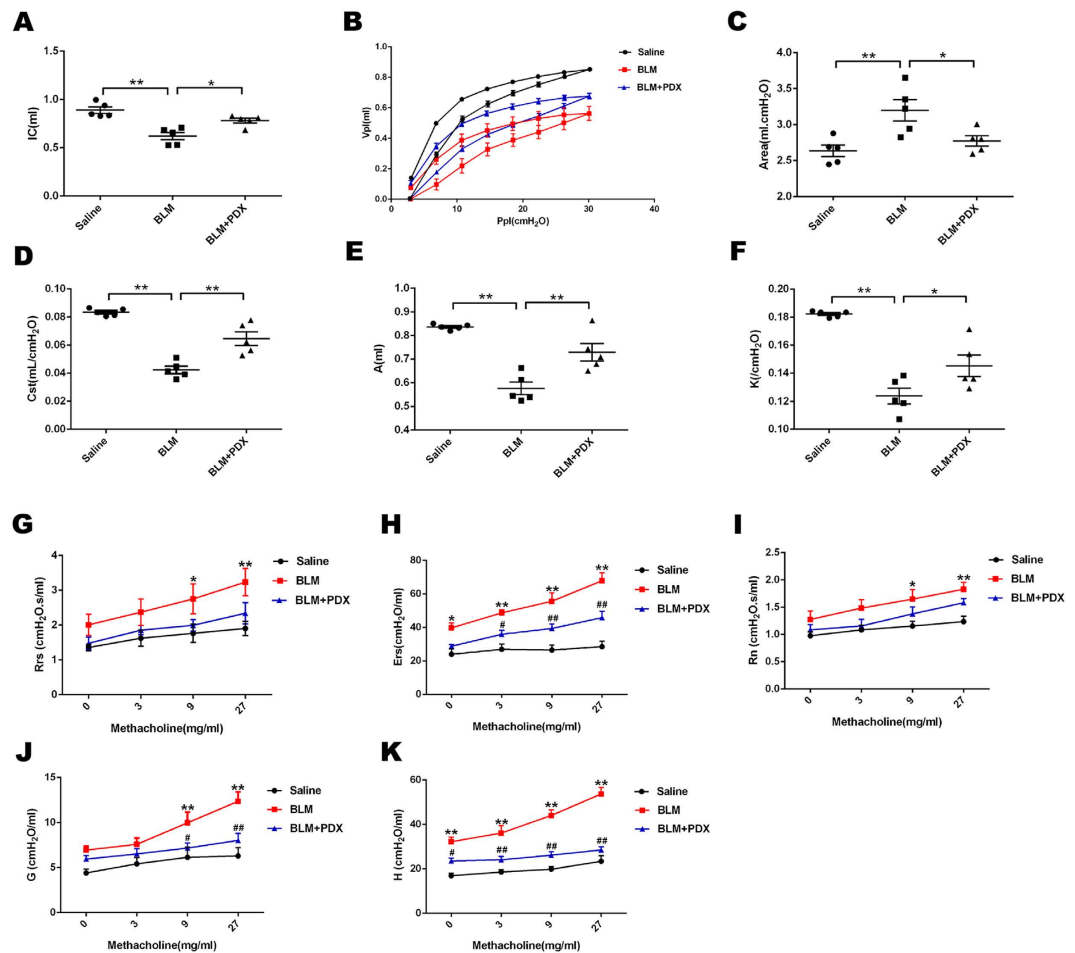 A
IC(ml)
1.5
1.0
0.5
0.0
**
*
Saline
BLM
BLM+PDX
B
Vpl(ml)
1.0
0.8
0.6
0.4
0.2
0.0
0
10
20
30
40
Ppl(cmH₂O)
Saline
BLM
BLM+PDX
C
Area(ml.cmH₂O)
4.0
3.5
3.0
2.5
2.0
**
*
Saline
BLM
BLM+PDX
D
Cst(mL/cmH₂O)
0.10
0.08
0.06
0.04
0.02
0.00
**
**
Saline
BLM
BLM+PDX
E
A(ml)
1.0
0.9
0.8
0.7
0.6
0.5
0.4
**
**
Saline
BLM
BLM+PDX
F
K(/cmH₂O)
0.20
0.18
0.16
0.14
0.12
0.10
**
*
Saline
BLM
BLM+PDX
G
Rrs (cmH₂O.s/ml)
4
3
2
1
0
*
**
0
3
9
27
Methacholine(mg/ml)
Saline
BLM
BLM+PDX
H
Ers(cmH₂O/ml)
80
60
40
20
0
*
**
**
**
#
##
##
0
3
9
27
Methacholine(mg/ml)
Saline
BLM
BLM+PDX
I
Rn (cmH₂O.s/ml)
2.5
2.0
1.5
1.0
0.5
0.0
*
**
0
3
9
27
Methacholine(mg/ml)
Saline
BLM
BLM+PDX
J
G (cmH₂O/ml)
15
10
5
0
**
**
#
##
0
3
9
27
Methacholine(mg/ml)
Saline
BLM
BLM+PDX
K
H (cmH₂O/ml)
60
40
20
0
**
**
**
**
#
##
##
##
0
3
9
27
Methacholine(mg/ml)
Saline
BLM
BLM+PDX